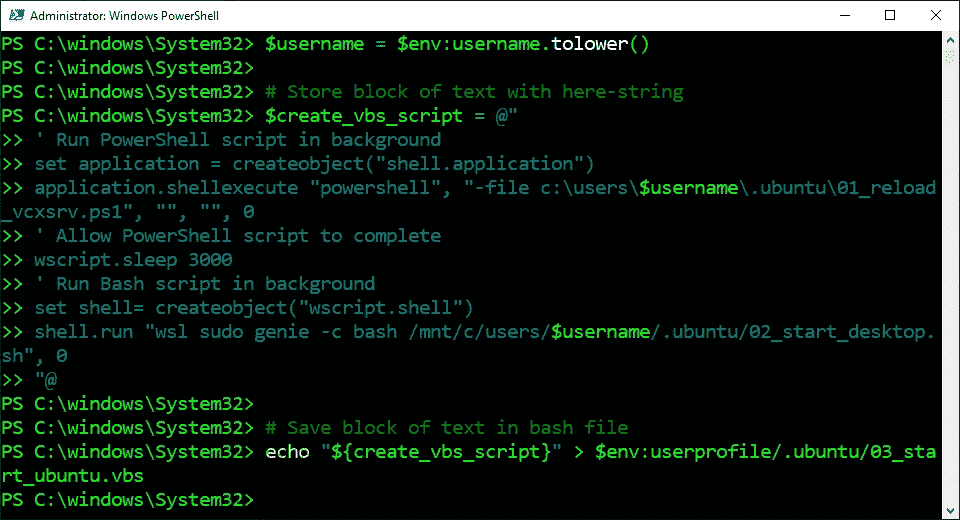 Administrator: Windows PowerShell
PS C:\windows\System32> $username = $env:username.tolower()
PS C:\windows\System32>
PS C:\windows\System32> # Store block of text with here-string
PS C:\windows\System32> $create_vbs_script = @"
>> ' Run PowerShell script in background
>> set application = createobject("shell.application")
>> application.shellexecute "powershell", "-file c:\users\$username\.ubuntu\01_reload
_vcxsrv.ps1", "", "", 0
>> ' Allow PowerShell script to complete
>> wscript.sleep 3000
>> ' Run Bash script in background
>> set shell= createobject("wscript.shell")
>> shell.run "wsl sudo genie -c bash /mnt/c/users/$username/.ubuntu/02_start_desktop.
sh", 0
>> "@
PS C:\windows\System32>
PS C:\windows\System32> # Save block of text in bash file
PS C:\windows\System32> echo "${create_vbs_script}" > $env:userprofile/.ubuntu/03_sta
rt_ubuntu.vbs
PS C:\windows\System32>